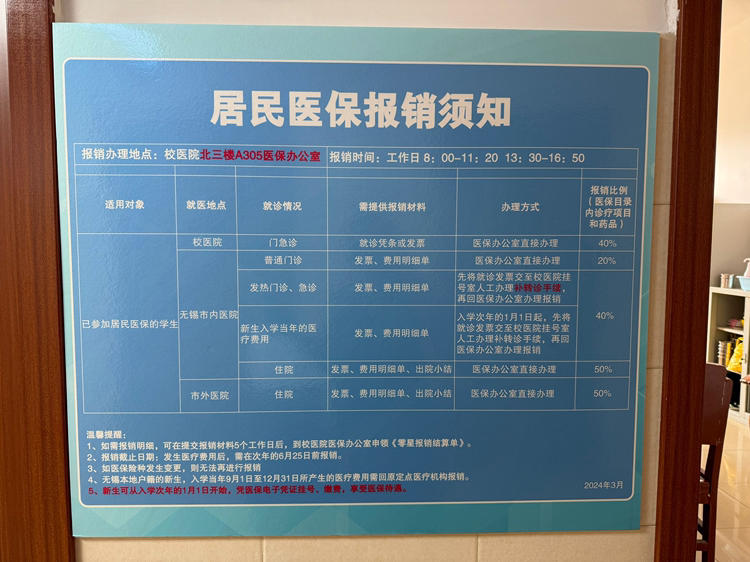 居民医保报销须知
报销办理地点：校医院北三楼A305医保办公室 报销时间：工作日 8：00-11：20 13：30-16：50
适用对象 就医地点 就诊情况 需提供报销材料 办理方式 报销比例（医保目录内诊疗项目和药品）
已参加居民医保的学生
校医院 门急诊 就诊凭条或发票 医保办公室直接办理 40%
无锡市内医院
普通门诊 发票、费用明细单 医保办公室直接办理 20%
发热门诊、急诊 发票、费用明细单 先将就诊发票交至校医院挂号室人工办理补转诊手续，再回医保办公室办理报销
40%
新生入学当年的医疗费用 发票、费用明细单 入学次年的1月1日起，先将就诊发票交至校医院挂号室人工办理补转诊手续，再回医保办公室办理报销
住院 发票、费用明细单、出院小结 医保办公室直接办理 50%
市外医院 住院 发票、费用明细单、出院小结 医保办公室直接办理 50%
温馨提醒：
1、如需报销明细，可在提交报销材料5个工作日后，到校医院医保办公室申领《零星报销结算单》。
2、报销截止日期：发生医疗费用后，需在次年的6月25日前报销。
3、如医保险种发生变更，则无法再进行报销
4、无锡本地户籍的新生，入学当年9月1日至12月31日所产生的医疗费用需回原定点医疗机构报销。
5、新生可从入学次年的1月1日开始，凭医保电子凭证挂号、缴费，享受医保待遇。
2024年3月